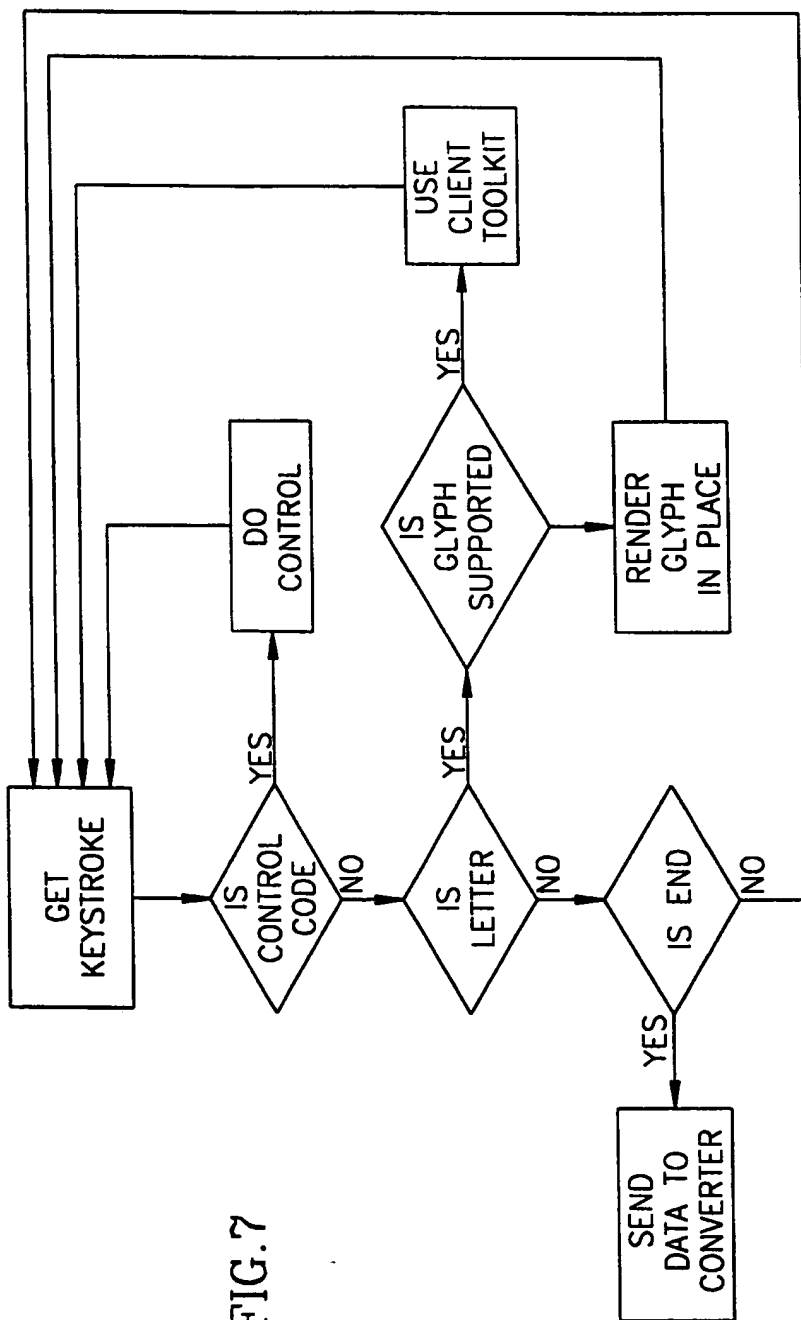 GET
KEYSTROKE
IS
CONTROL
CODE
YES
DO
CONTROL
NO
IS
LETTER
YES
IS
GLYPH
SUPPORTED
YES
USE
CLIENT
TOOLKIT
RENDER
GLYPH
IN PLACE
NO
IS END
YES
NO
SEND
DATA TO
CONVERTER
FIG.7